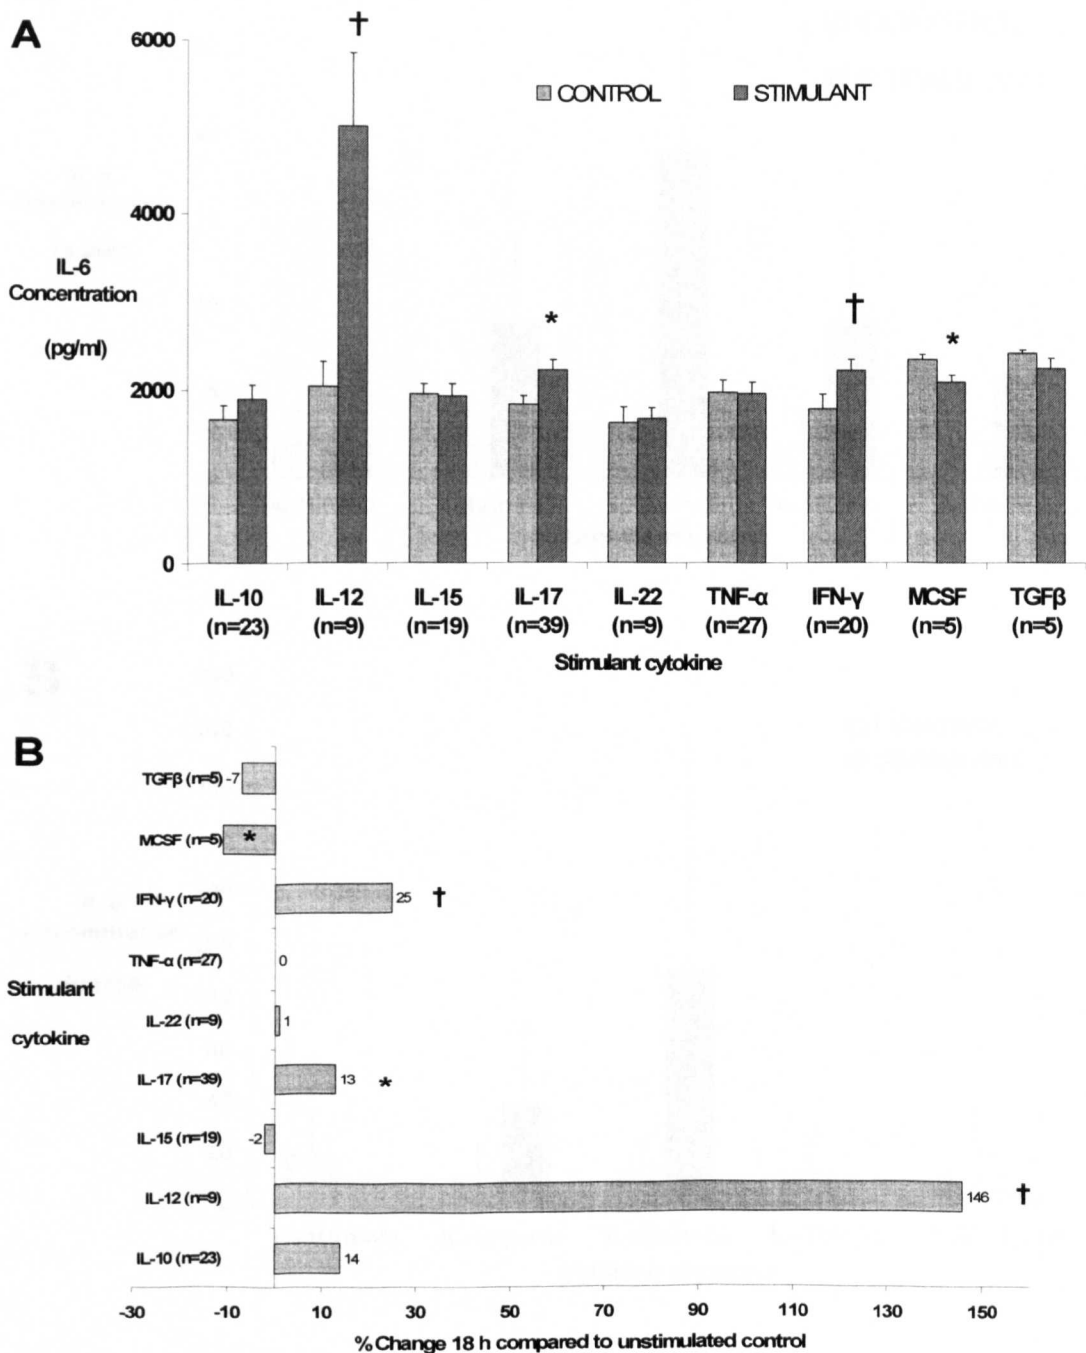 A
†
6000
CONTROL STIMULANT
4000
IL-6
Concentration
(pg/ml)
†
*
*
2000
0
IL-10 IL-12 IL-15 IL-17 IL-22 TNF-α IFN-γ MCSF TGFβ
(n=23) (n=9) (n=19) (n=39) (n=9) (n=27) (n=20) (n=5) (n=5)
Stimulant cytokine
B
TGFβ (n=5) -7
MCSF (n=5) *
IFN-γ (n=20) 25 †
TNF-α (n=27) 0
Stimulant
cytokine
IL-22 (n=9) 1
IL-17 (n=39) 13 *
IL-15 (n=19) -2
IL-12 (n=9) 146 †
IL-10 (n=23) 14
-30 -10 10 30 50 70 90 110 130 150
% Change 18 h compared to unstimulated control